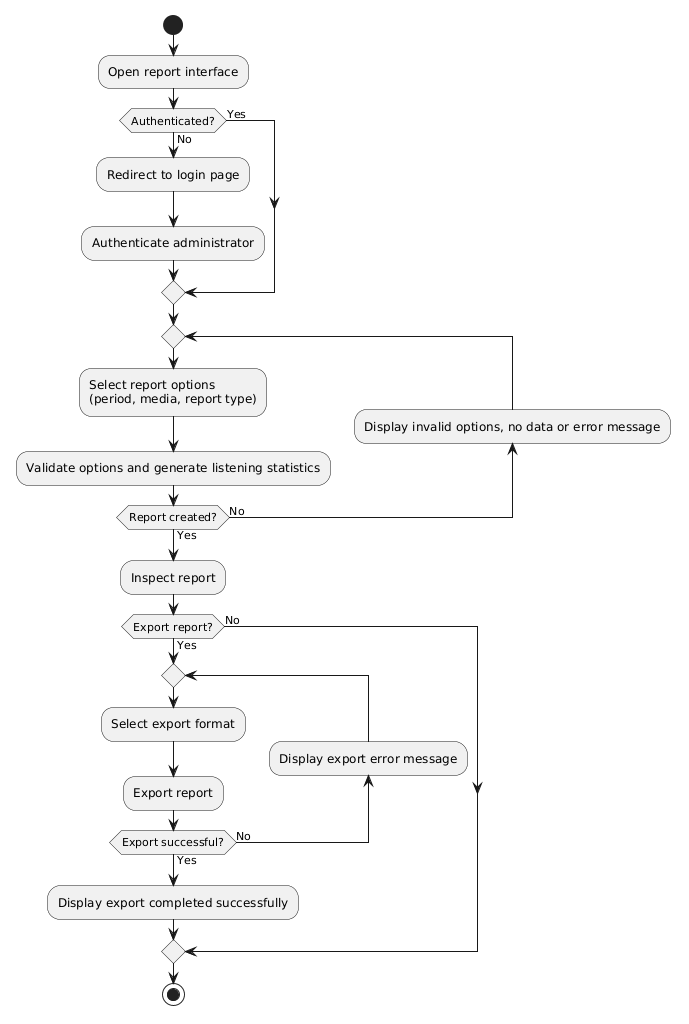 Open report interface
Authenticated?
Yes
No
Redirect to login page
Authenticate administrator
Select report options
(period, media, report type)
Display invalid options, no data or error message
Validate options and generate listening statistics
Report created?
No
Yes
Inspect report
Export report?
No
Yes
Select export format
Display export error message
Export report
Export successful?
No
Yes
Display export completed successfully